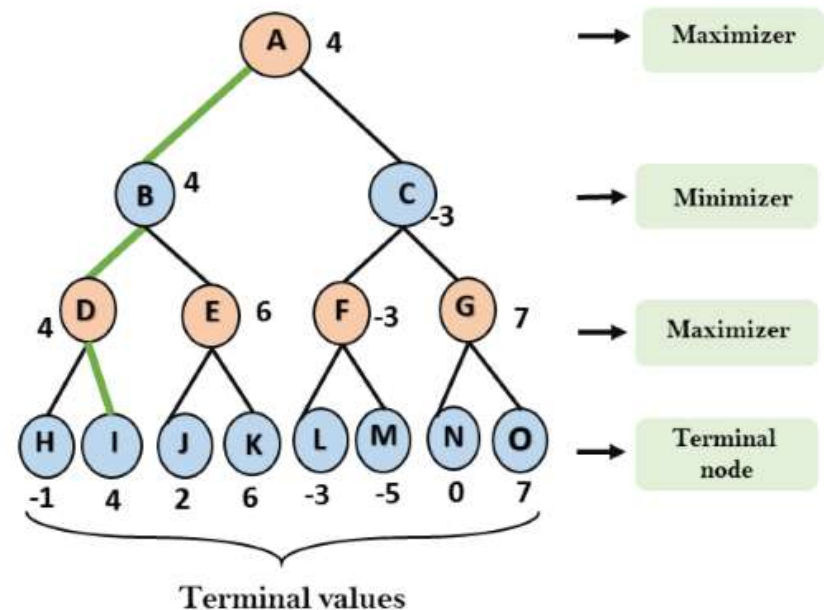 A 4 Maximizer
B 4 C -3 Minimizer
D 4 E 6 F -3 G 7 Maximizer
H I J K L M N O Terminal
node
-1 4 2 6 -3 -5 0 7
Terminal values